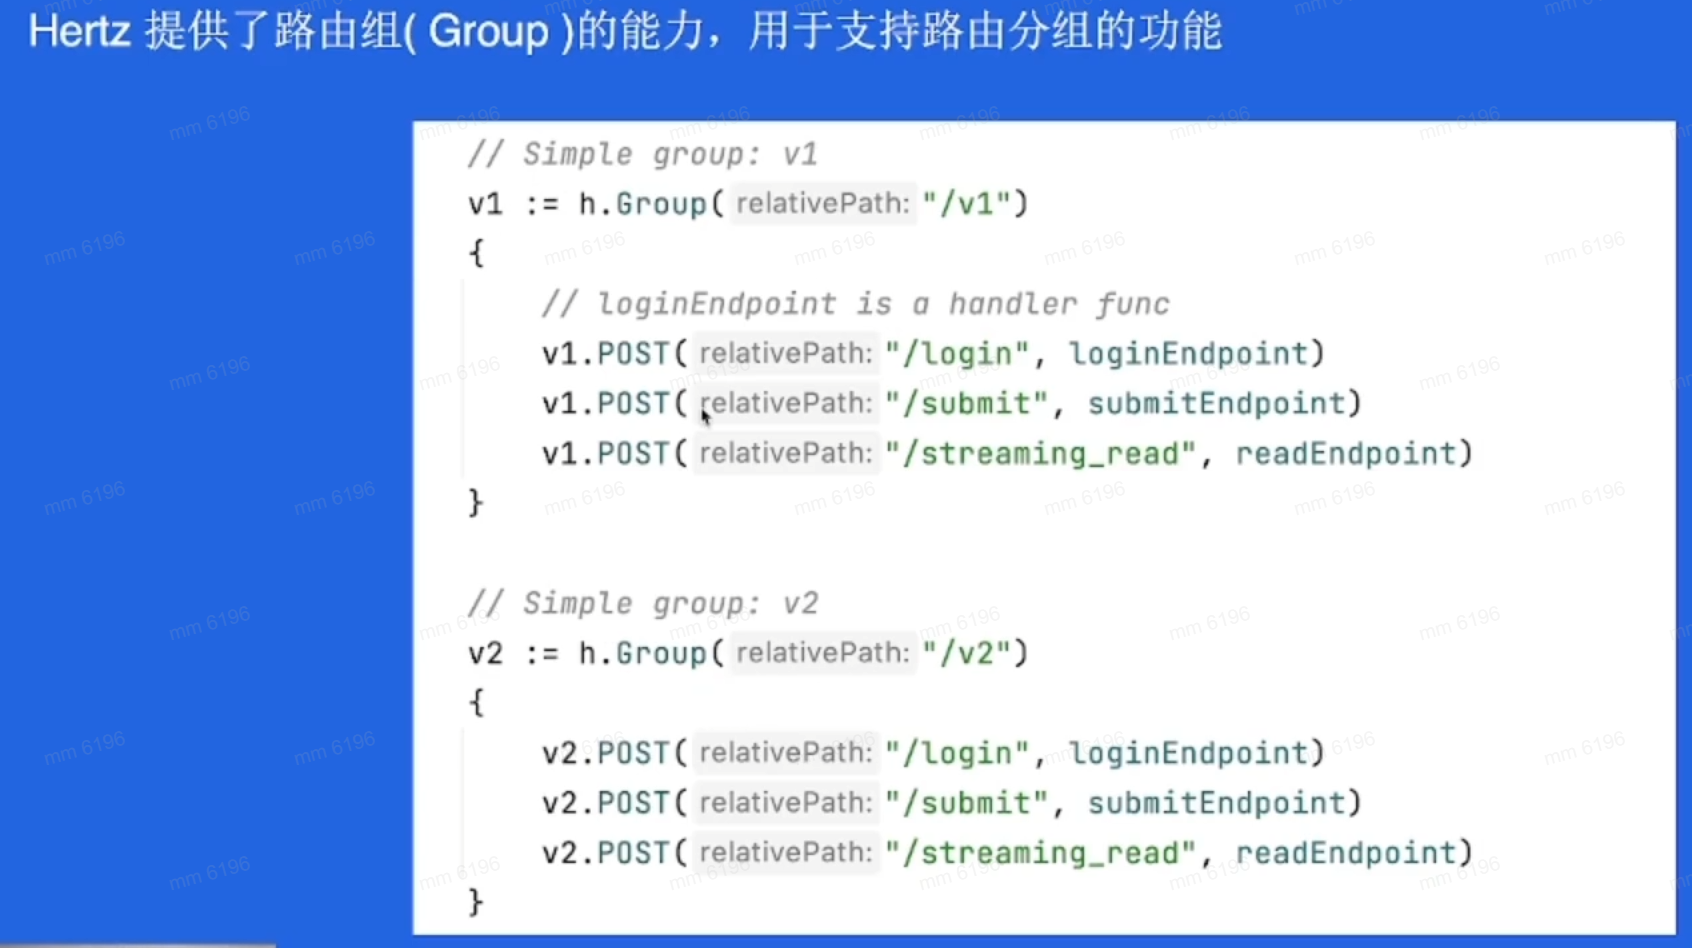 Hertz 提供了路由组( Group )的能力，用于支持路由分组的功能
// Simple group: v1
v1 := h.Group( relativePath: "/v1")
{
// loginEndpoint is a handler func
v1.POST( relativePath: "/login", loginEndpoint)
v1.POST( relativePath: "/submit", submitEndpoint)
v1.POST( relativePath: "/streaming_read", readEndpoint)
}
// Simple group: v2
v2 := h.Group( relativePath: "/v2")
{
v2.POST( relativePath: "/login", loginEndpoint)
v2.POST( relativePath: "/submit", submitEndpoint)
v2.POST( relativePath: "/streaming_read", readEndpoint)
}
mm 6196